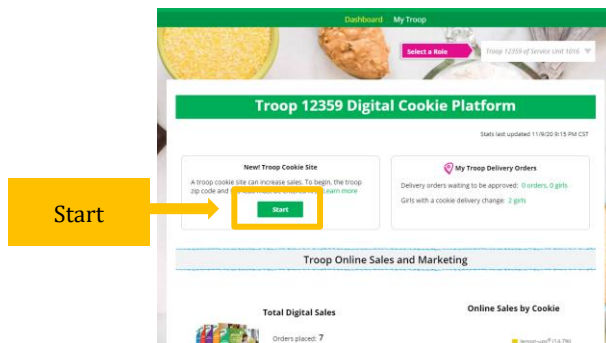 Dashboard My Troop
Select a Role
Troop 12359 of Service Unit 1016
Troop 12359 Digital Cookie Platform
Stats last updated 11/9/20 9:15 PM CST
New! Troop Cookie Site
A troop cookie site can increase sales. To begin, the troop
zip code and
Learn more
Start
My Troop Delivery Orders
Delivery orders waiting to be approved: 0 orders, 0 girls
Girls with a cookie delivery change: 2 girls
Start
Troop Online Sales and Marketing
Total Digital Sales
Orders placed: 7
Online Sales by Cookie